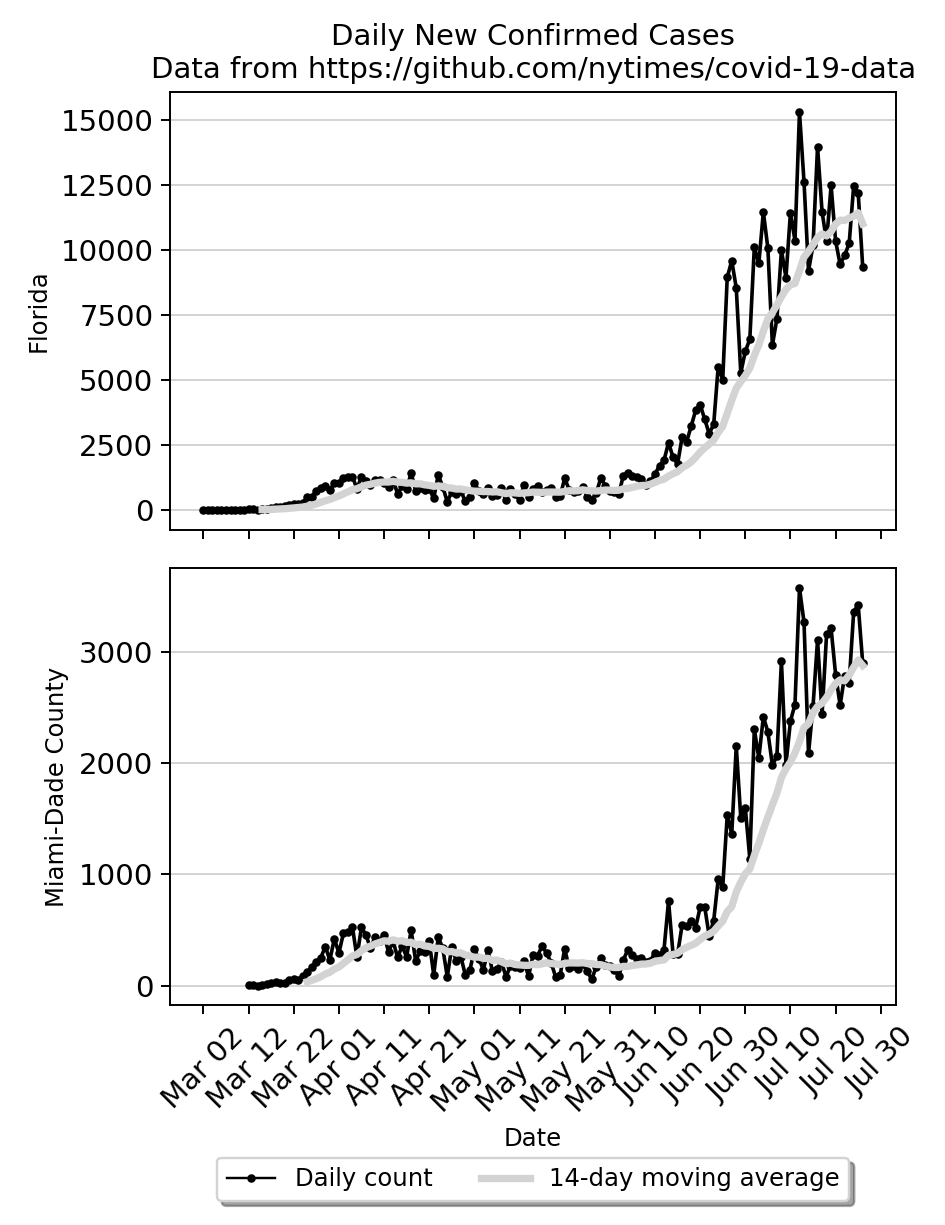 Daily New Confirmed Cases
Data from https://github.com/nytimes/covid-19-data
15000
12500
10000
7500
5000
2500
0
Florida
3000
2000
1000
0
Miami-Dade County
Mar 02
Mar 12
Mar 22
Apr 01
Apr 11
Apr 21
May 01
May 11
May 21
May 31
Jun 10
Jun 20
Jun 30
Jul 10
Jul 20
Jul 30
Date
Daily count
14-day moving average